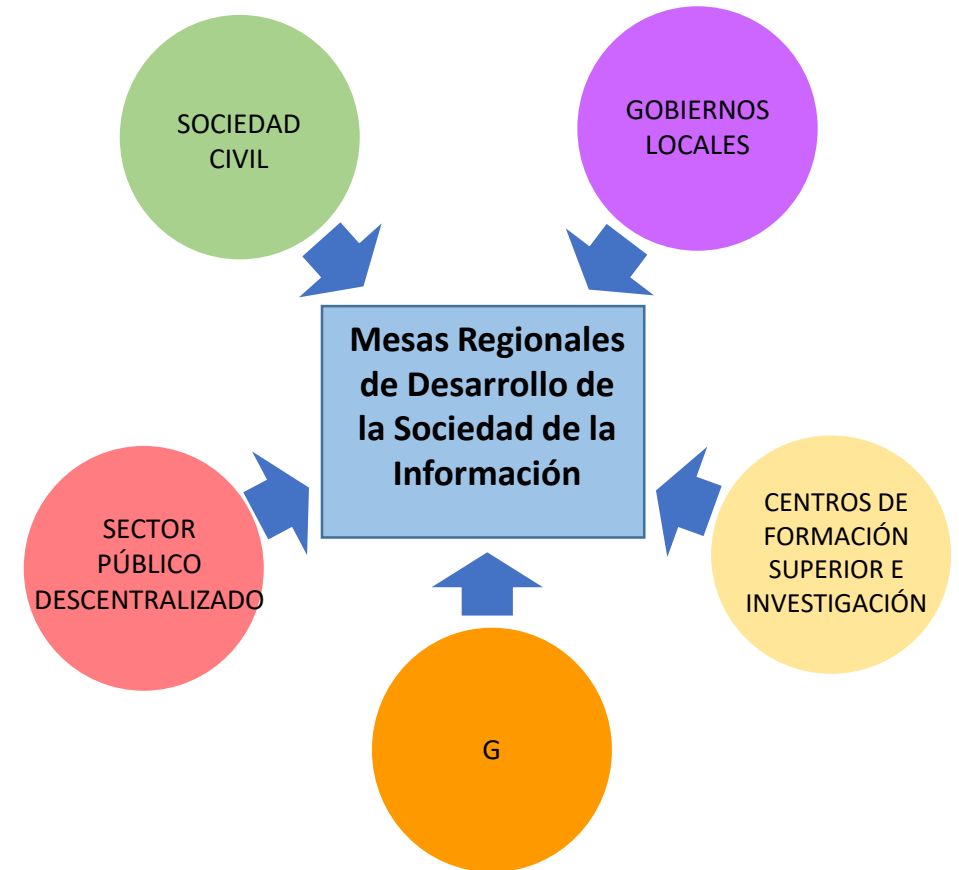 SOCIEDAD
CIVIL
GOBIERNOS
LOCALES
Mesas Regionales
de Desarrollo de
la Sociedad de la
Información
SECTOR
PÚBLICO
DESCENTRALIZADO
CENTROS DE
FORMACIÓN
SUPERIOR E
INVESTIGACIÓN
G